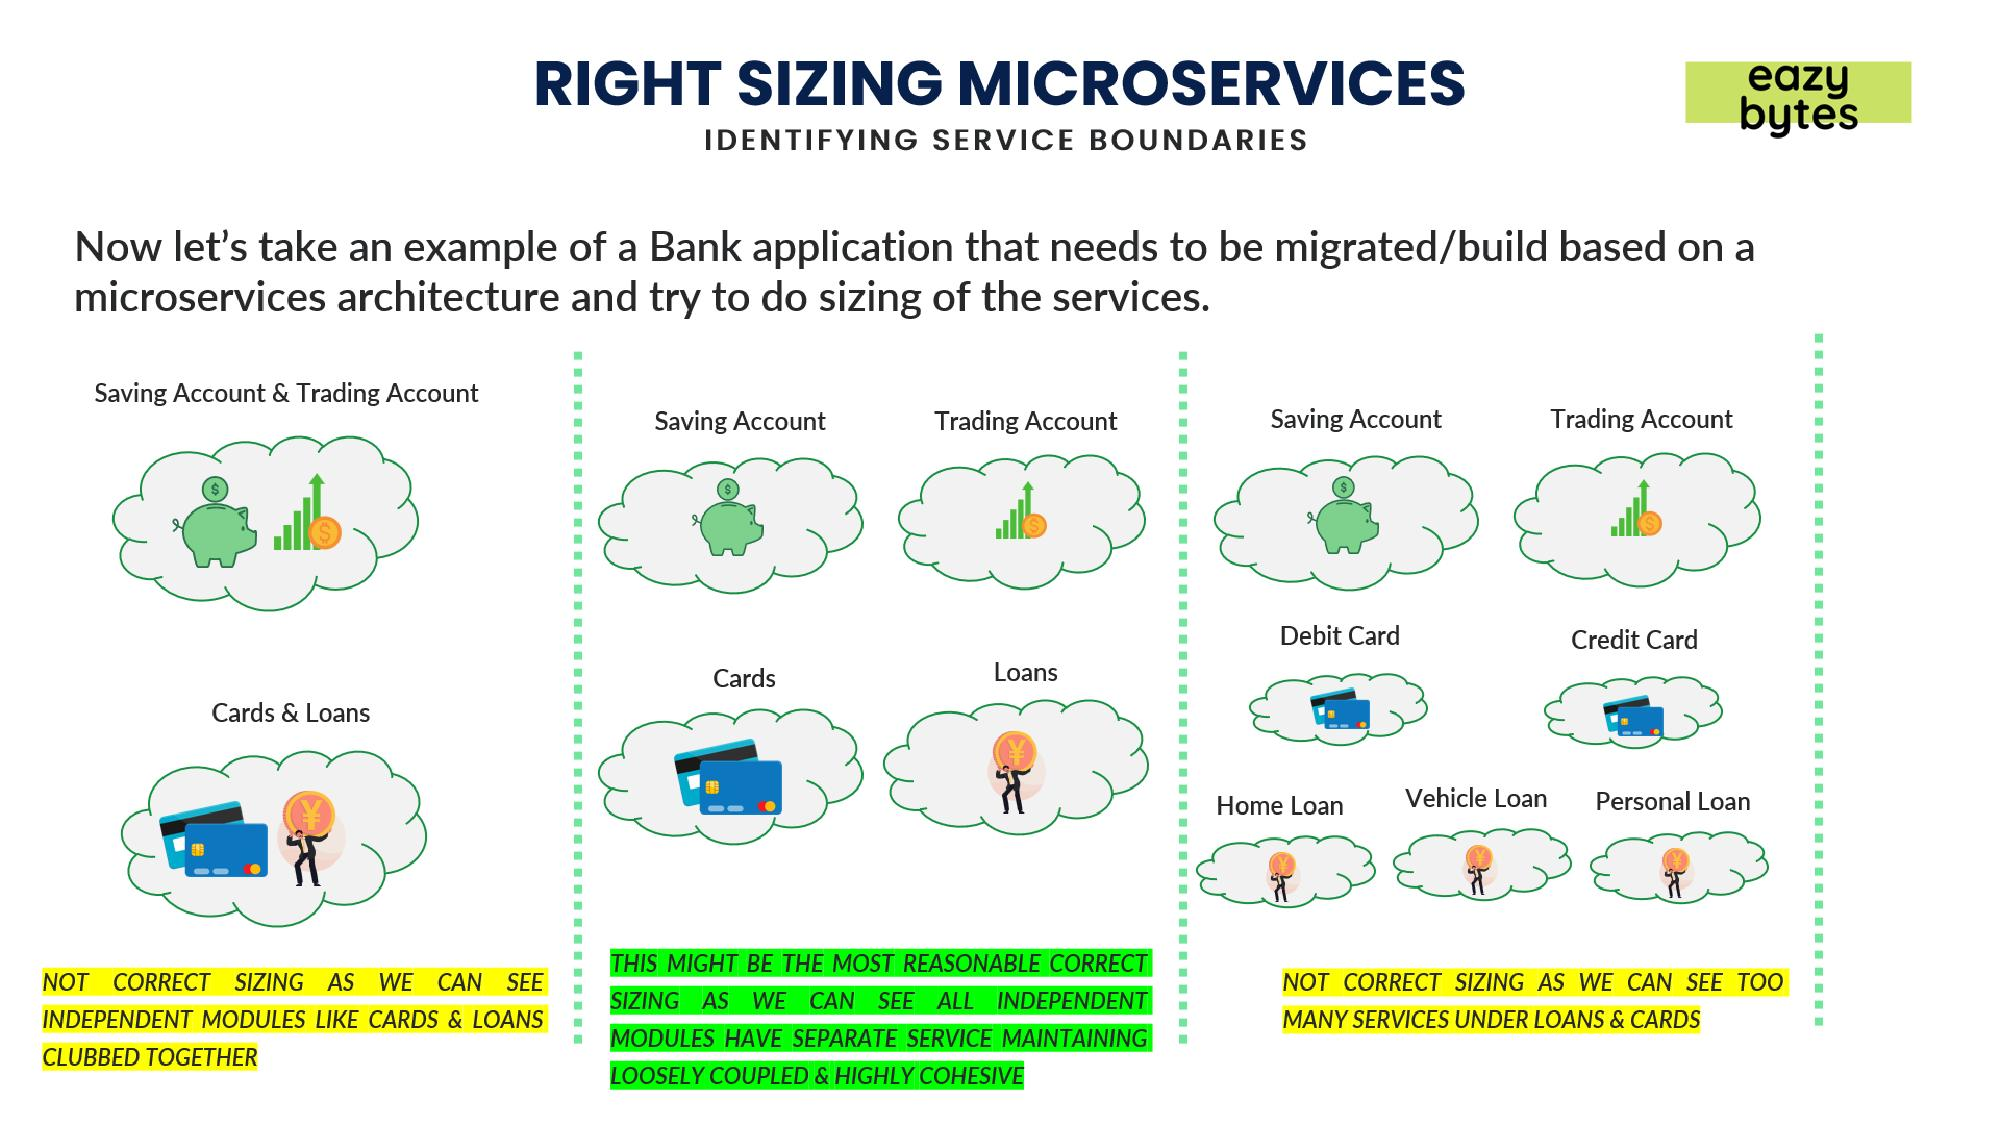 RIGHT SIZING MICROSERVICES
IDENTIFYING SERVICE BOUNDARIES
eazy
bytes
Now let’s take an example of a Bank application that needs to be migrated/build based on a
microservices architecture and try to do sizing of the services.
Saving Account & Trading Account
Cards & Loans
NOT CORRECT SIZING AS WE CAN SEE
INDEPENDENT MODULES LIKE CARDS & LOANS
CLUBBED TOGETHER
Saving Account
Trading Account
Cards
Loans
THIS MIGHT BE THE MOST REASONABLE CORRECT
SIZING AS WE CAN SEE ALL INDEPENDENT
MODULES HAVE SEPARATE SERVICE MAINTAINING
LOOSELY COUPLED & HIGHLY COHESIVE
Saving Account
Trading Account
Debit Card
Credit Card
Home Loan
Vehicle Loan
Personal Loan
NOT CORRECT SIZING AS WE CAN SEE TOO
MANY SERVICES UNDER LOANS & CARDS